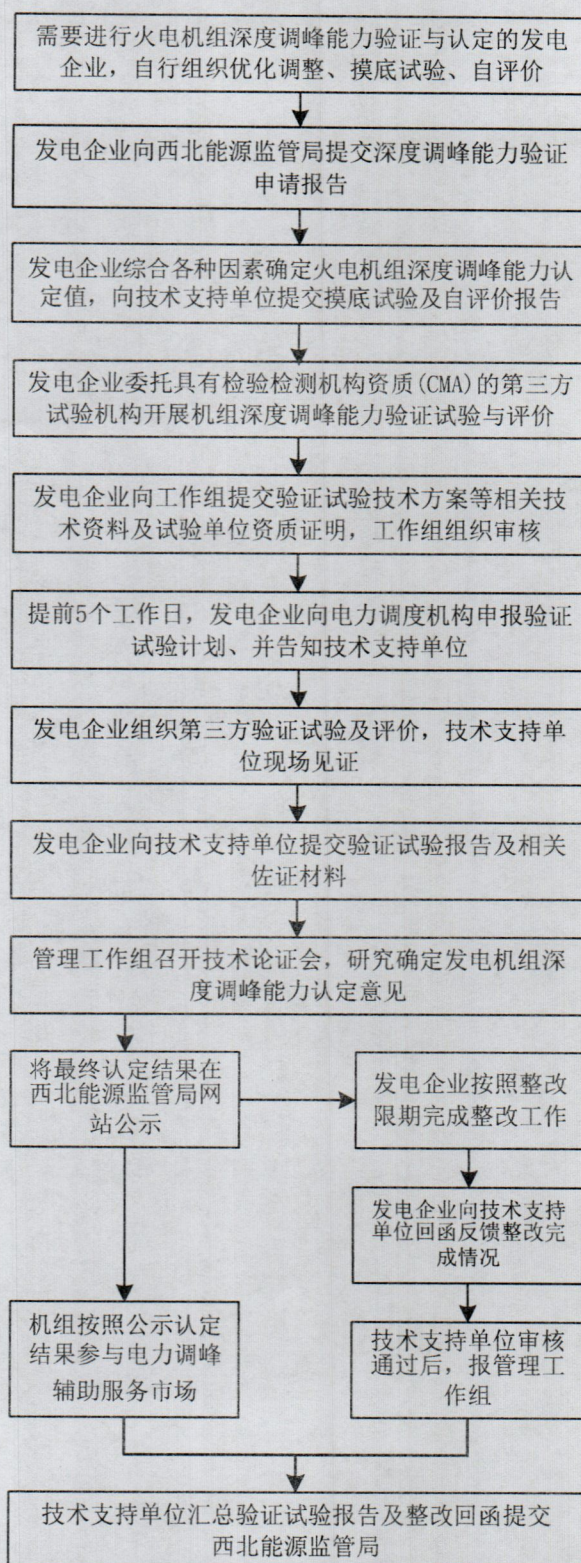 需要进行火电机组深度调峰能力验证与认定的发电
企业，自行组织优化调整、摸底试验、自评价
发电企业向西北能源监管局提交深度调峰能力验证
申请报告
发电企业综合各种因素确定火电机组深度调峰能力认
定值，向技术支持单位提交摸底试验及自评价报告
发电企业委托具有检验检测机构资质(CMA)的第三方
试验机构开展机组深度调峰能力验证试验与评价
发电企业向工作组提交验证试验技术方案等相关技
术资料及试验单位资质证明，工作组组织审核
提前5个工作日，发电企业向电力调度机构申报验证
试验计划、并告知技术支持单位
发电企业组织第三方验证试验及评价，技术支持单
位现场见证
发电企业向技术支持单位提交验证试验报告及相关
佐证材料
管理工作组召开技术论证会，研究确定发电机组深
度调峰能力认定意见
将最终认定结果在
西北能源监管局网
站公示
发电企业按照整改
限期完成整改工作
发电企业向技术支持
单位回函反馈整改完
成情况
机组按照公示认定
结果参与电力调峰
辅助服务市场
技术支持单位审核
通过后，报管理工
作组
技术支持单位汇总验证试验报告及整改回函提交
西北能源监管局